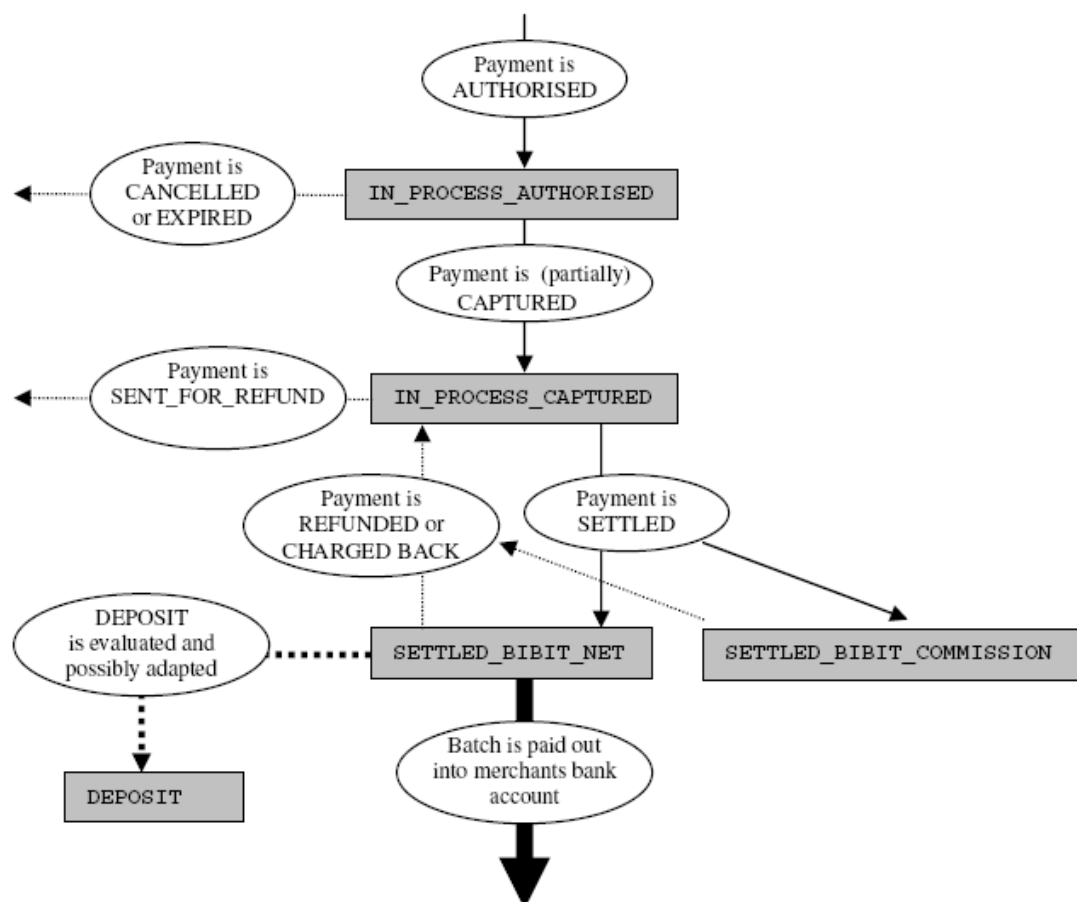 Payment is
AUTHORISED
Payment is
CANCELLED
or EXPIRED
IN_PROCESS_AUTHORISED
Payment is (partially)
CAPTURED
Payment is
SENT_FOR_REFUND
IN_PROCESS_CAPTURED
Payment is
REFUNDED or
CHARGED BACK
Payment is
SETTLED
DEPOSIT
is evaluated and
possibly adapted
SETTLED_BIBIT_NET
SETTLED_BIBIT_COMMISSION
Batch is paid out
into merchants bank
account
DEPOSIT